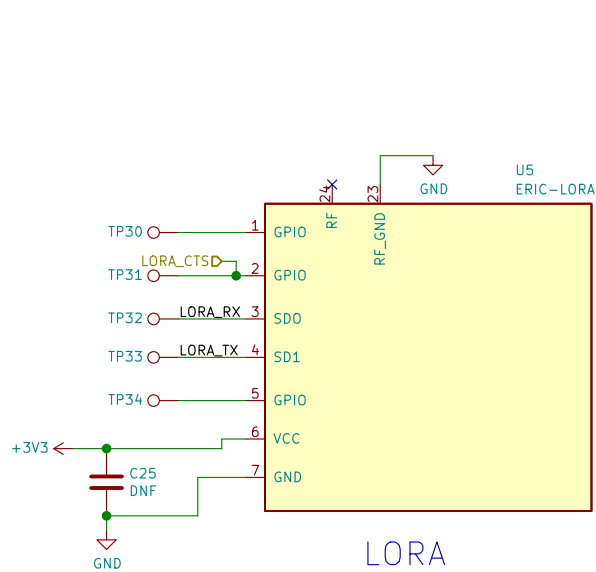 U5
ERIC-LORA
GND
24
23
RF
RF_GND
TP30
1
GPIO
LORA_CTS
TP31
2
GPIO
TP32
LORA_RX
3
SDO
TP33
LORA_TX
4
SD1
TP34
5
GPIO
+3V3
6
VCC
C25
DNF
7
GND
GND
LORA